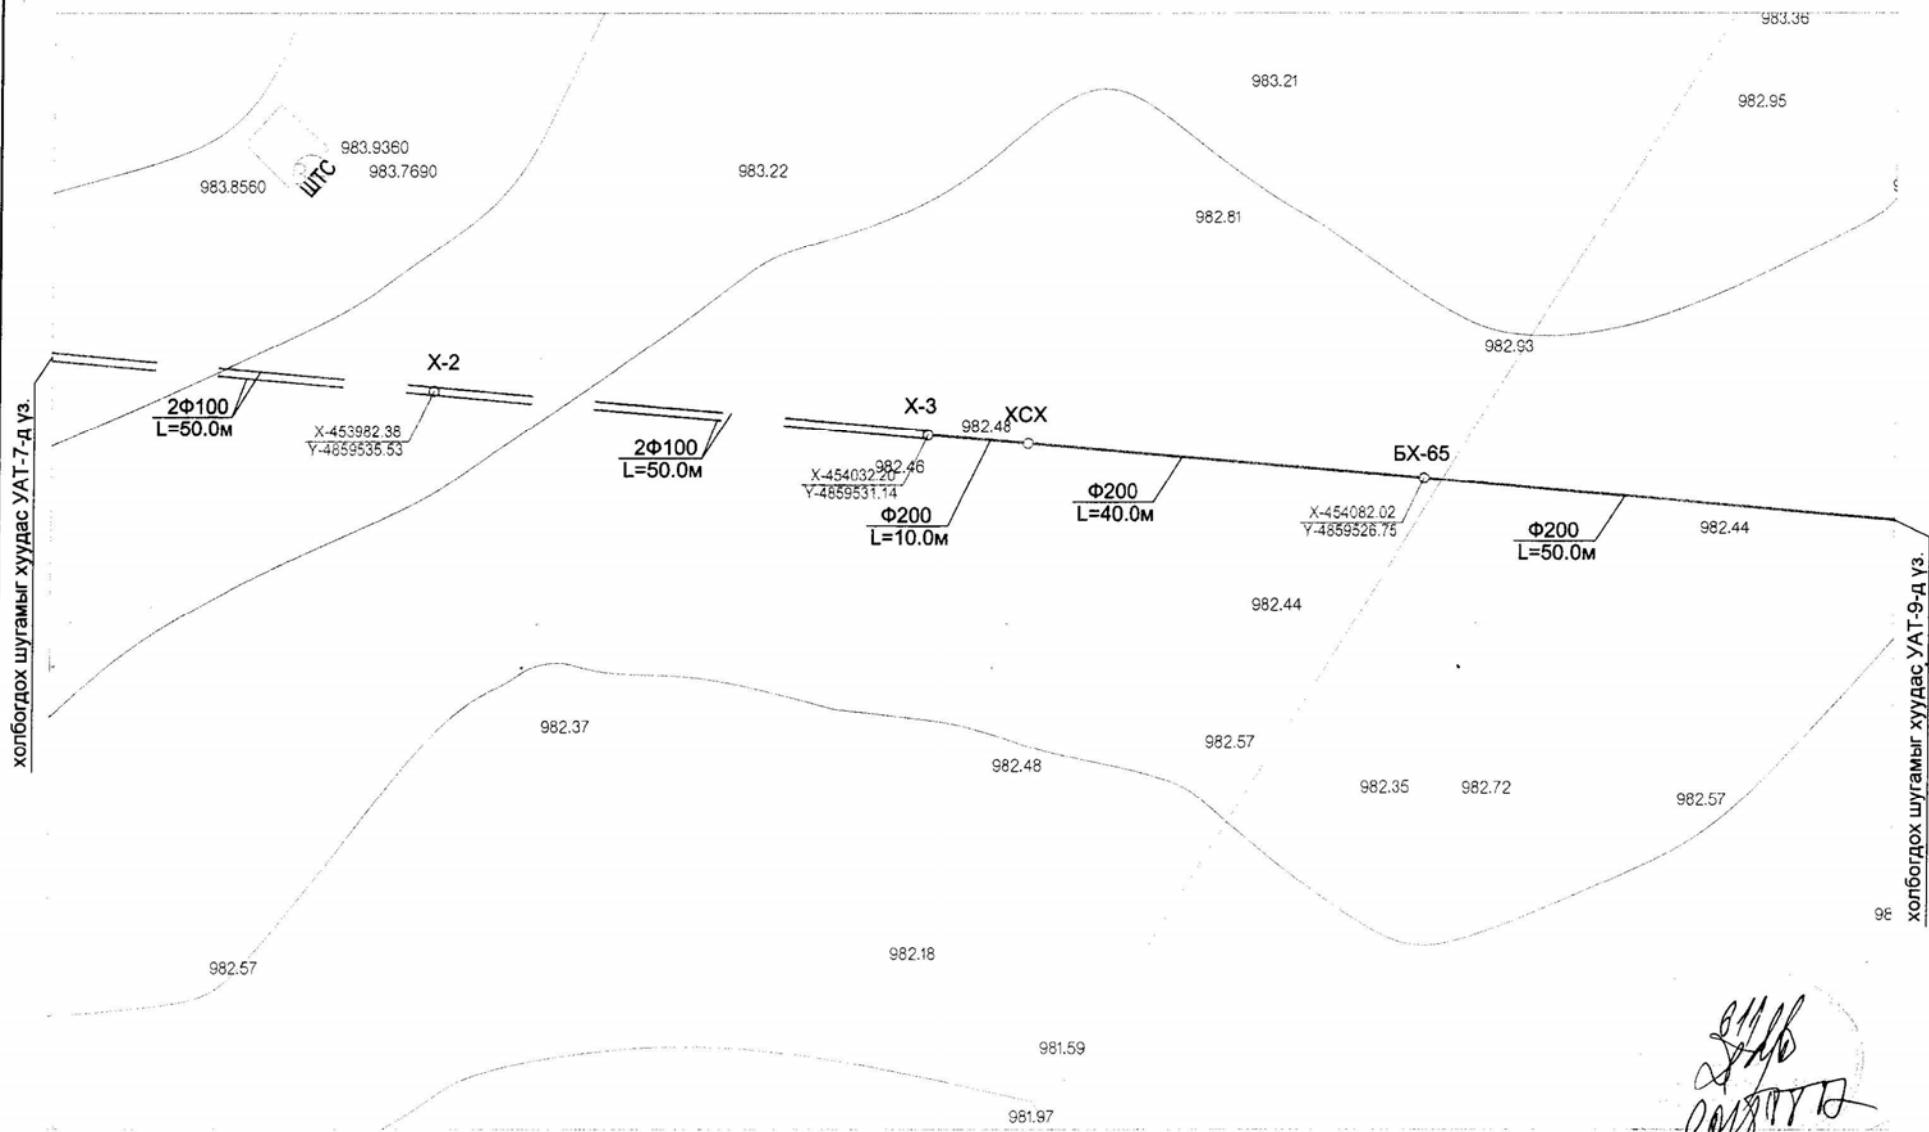 983.36
983.21
982.95
983.9360
983.7690
983.8560
ШТС
983.22
982.81
982.93
X-2
2Ф100
L=50.0м
X-453982.38
Y-4859535.53
2Ф100
L=50.0м
X-3
982.48
ХСХ
982.46
X-454032.20
Y-4859531.14
Ф200
L=10.0м
Ф200
L=40.0м
БХ-65
X-454082.02
Y-4859526.75
Ф200
L=50.0м
982.44
982.44
холбогдох шугамыг хуудас УАТ-7-д үз.
холбогдох шугамыг хуудас УАТ-9-д үз.
982.37
982.48
982.57
982.35
982.72
982.57
98
982.57
982.18
981.59
981.97